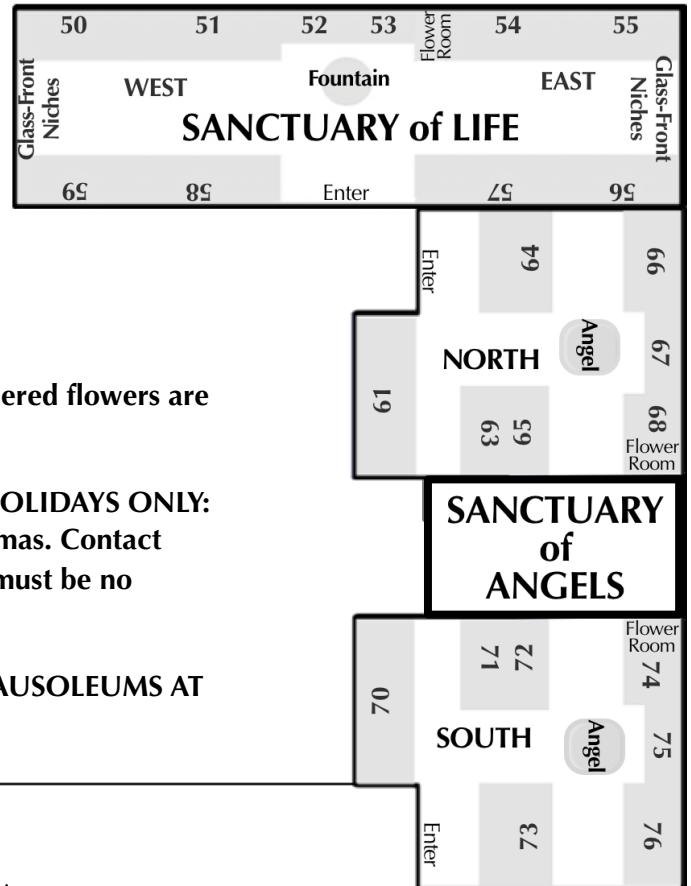 50 51 52 53 Flower Room 54 55
Glass-Front Niches
WEST
Fountain
EAST
Glass-Front Niches
SANCTUARY of LIFE
59 58 Enter 57 56
Enter
64
66
Angel
67
NORTH
61
63
65
68
Flower Room
ered flowers are
OLIDAYS ONLY:
mas. Contact
must be no
AUSOLEUMS AT
SANCTUARY
of
ANGELS
Flower Room
71
72
74
70
SOUTH
Angel
75
Enter
73
76